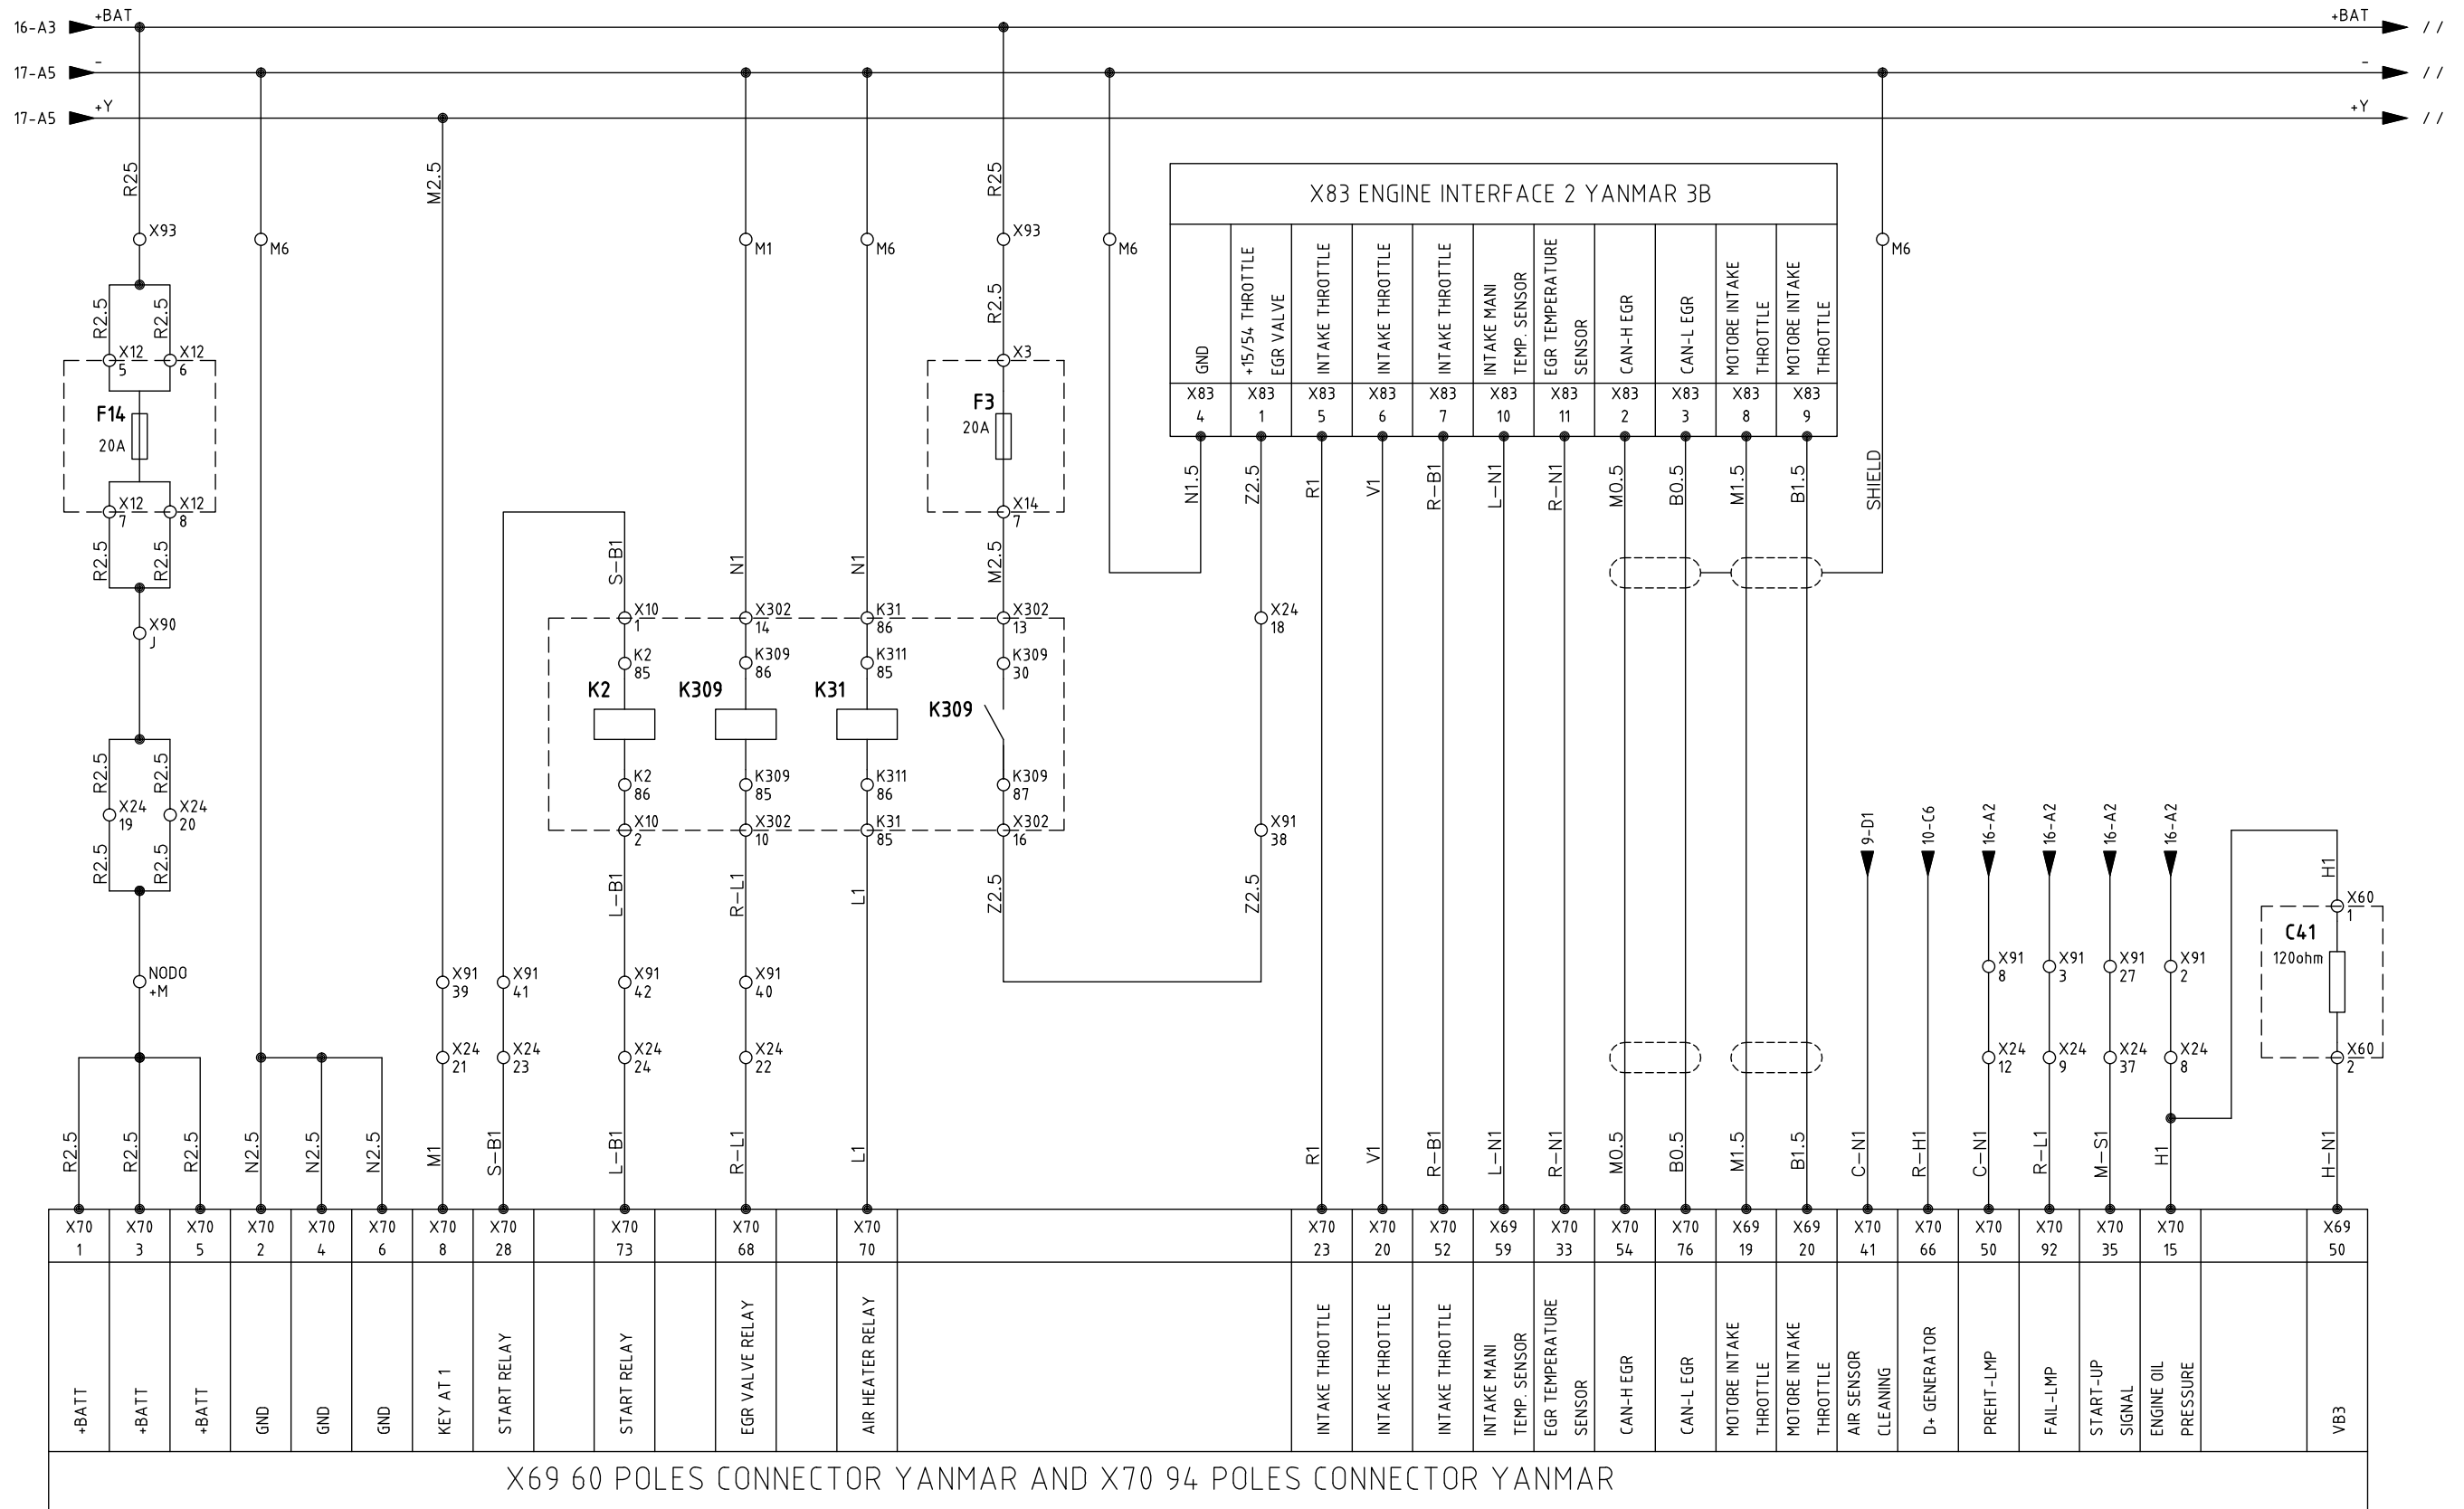 16-A3 +BAT +BAT //
17-A5 - - //
17-A5 +Y +Y //
R25
M2.5
R25
X83 ENGINE INTERFACE 2 YANMAR 3B
X93
M6
M1
M6
X93
M6
M6
GND
+15/54 THROTTLE
EGR VALVE
INTAKE THROTTLE
INTAKE THROTTLE
INTAKE THROTTLE
INTAKE MANI
TEMP. SENSOR
EGR TEMPERATURE
SENSOR
CAN-H EGR
CAN-L EGR
MOTORE INTAKE
THROTTLE
MOTORE INTAKE
THROTTLE
R2.5 R2.5 R2.5
X12 X12 X3
5 6
X83 X83 X83 X83 X83 X83 X83 X83 X83 X83 X83
4 1 5 6 7 10 11 2 3 8 9
F14
20A
F3
20A
N1.5 Z2.5 R1 V1 R-B1 L-N1 R-N1 M0.5 B0.5 M1.5 B1.5 SHIELD
X12 X12 X14
7 8 7
R2.5 R2.5 S-B1 N1 N1 M2.5
X90
J
X10 X302 K31 X302 X24
1 14 86 13 18
K2 K309 K311 K309
85 86 85 30
K2 K309 K31 K309
R2.5 R2.5
K2 K309 K311 K309
86 85 86 87
X24 X24
19 20
X10 X302 K31 X302 X91
2 10 85 16 38
9-D1 10-C6 16-A2 16-A2 16-A2 16-A2
R2.5 R2.5 L-B1 R-L1 L1 Z2.5 Z2.5 H1
X60
1
C41
120ohm
NODO
+M
X91 X91 X91 X91
39 41 42 40
X91 X91 X91 X91
8 3 27 2
X24 X24 X24 X24
21 23 24 22
X24 X24 X24 X24 X60
12 9 37 8 2
R2.5 R2.5 R2.5 N2.5 N2.5 N2.5 M1 S-B1 L-B1 R-L1 L1 R1 V1 R-B1 L-N1 R-N1 M0.5 B0.5 M1.5 B1.5 C-N1 R-H1 C-N1 R-L1 M-S1 H1 H-N1
X70 X70 X70 X70 X70 X70 X70 X70 X70 X70 X70 X70 X70 X70 X69 X70 X70 X70 X69 X69 X70 X70 X70 X70 X70 X70 X69
1 3 5 2 4 6 8 28 73 68 70 23 20 52 59 33 54 76 19 20 41 66 50 92 35 15 50
+BATT
+BATT
+BATT
GND
GND
GND
KEY AT 1
START RELAY
START RELAY
EGR VALVE RELAY
AIR HEATER RELAY
INTAKE THROTTLE
INTAKE THROTTLE
INTAKE THROTTLE
INTAKE MANI
TEMP. SENSOR
EGR TEMPERATURE
SENSOR
CAN-H EGR
CAN-L EGR
MOTORE INTAKE
THROTTLE
MOTORE INTAKE
THROTTLE
AIR SENSOR
CLEANING
D+ GENERATOR
PREHT-LMP
FAIL-LMP
START-UP
SIGNAL
ENGINE OIL
PRESSURE
VB3
X69 60 POLES CONNECTOR YANMAR AND X70 94 POLES CONNECTOR YANMAR